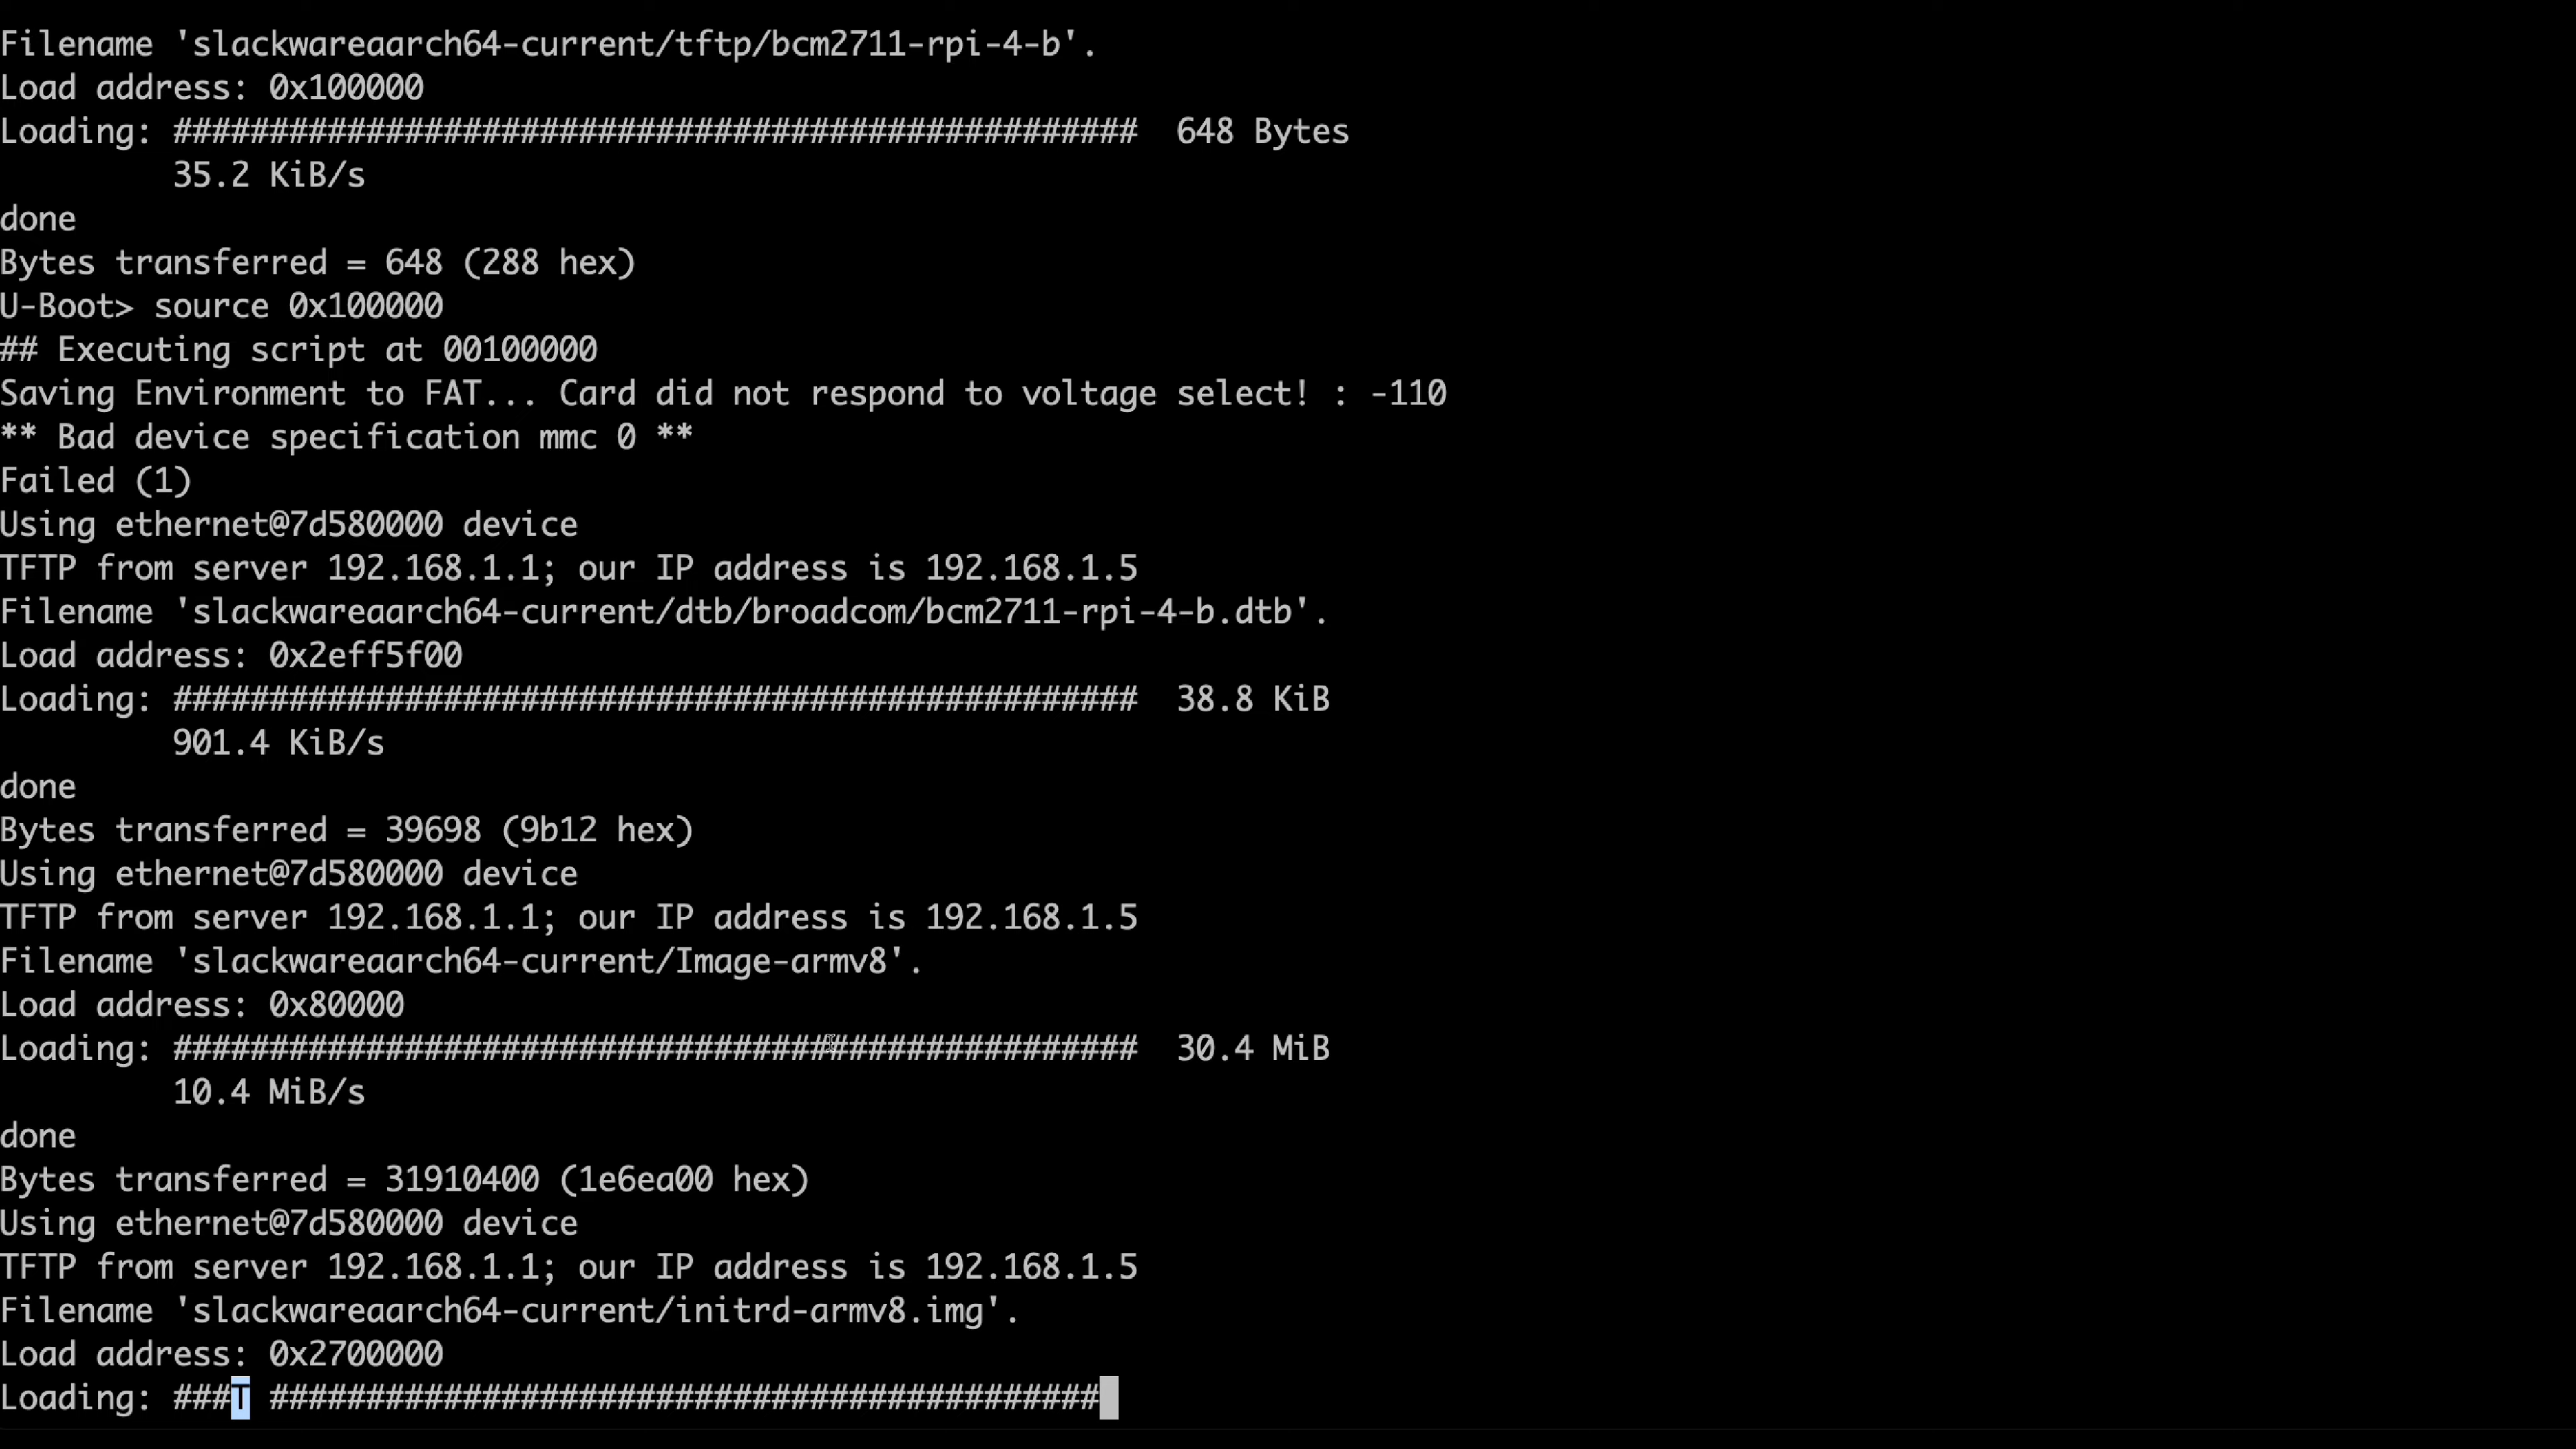 Filename 'slackwareaarch64-current/tftp/bcm2711-rpi-4-b'.
Load address: 0x100000
Loading: ##################################################  648 Bytes
         35.2 KiB/s
done
Bytes transferred = 648 (288 hex)
U-Boot> source 0x100000
## Executing script at 00100000
Saving Environment to FAT... Card did not respond to voltage select! : -110
** Bad device specification mmc 0 **
Failed (1)
Using ethernet@7d580000 device
TFTP from server 192.168.1.1; our IP address is 192.168.1.5
Filename 'slackwareaarch64-current/dtb/broadcom/bcm2711-rpi-4-b.dtb'.
Load address: 0x2eff5f00
Loading: ##################################################  38.8 KiB
         901.4 KiB/s
done
Bytes transferred = 39698 (9b12 hex)
Using ethernet@7d580000 device
TFTP from server 192.168.1.1; our IP address is 192.168.1.5
Filename 'slackwareaarch64-current/Image-armv8'.
Load address: 0x80000
Loading: ##################################################  30.4 MiB
         10.4 MiB/s
done
Bytes transferred = 31910400 (1e6ea00 hex)
Using ethernet@7d580000 device
TFTP from server 192.168.1.1; our IP address is 192.168.1.5
Filename 'slackwareaarch64-current/initrd-armv8.img'.
Load address: 0x2700000
Loading: ###T ###########################################